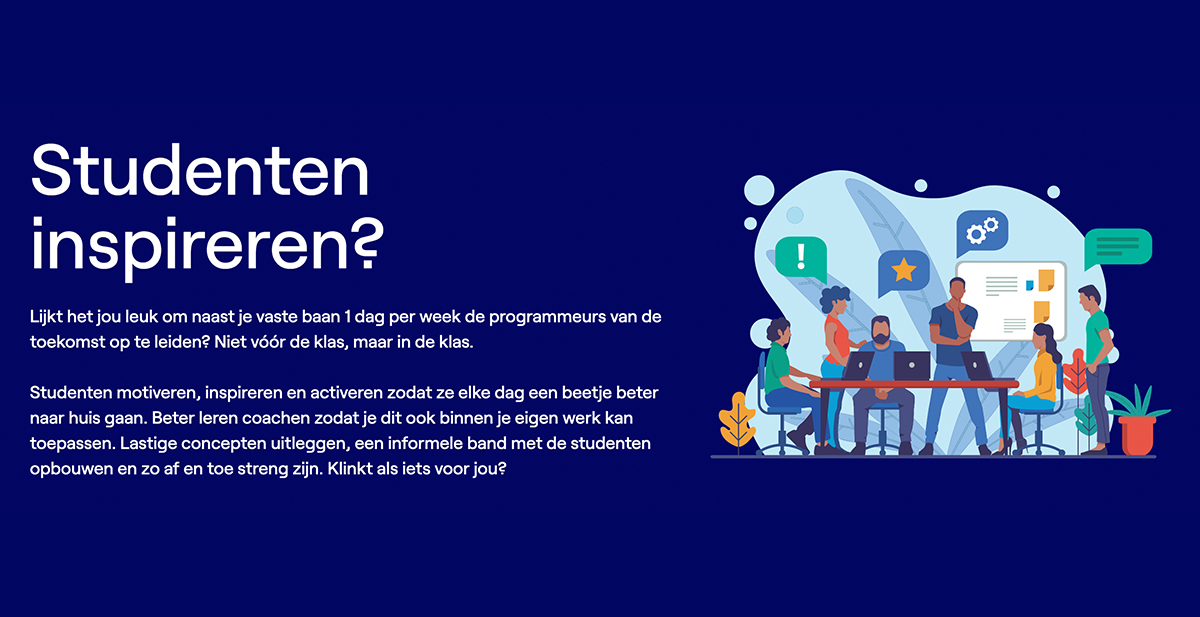 Studenten
inspireren?
Lijkt het jou leuk om naast je vaste baan 1 dag per week de programmeurs van de
toekomst op te leiden? Niet vóór de klas, maar in de klas.
Studenten motiveren, inspireren en activeren zodat ze elke dag een beetje beter
naar huis gaan. Beter leren coachen zodat je dit ook binnen je eigen werk kan
toepassen. Lastige concepten uitleggen, een informele band met de studenten
opbouwen en zo af en toe streng zijn. Klinkt als iets voor jou?
!